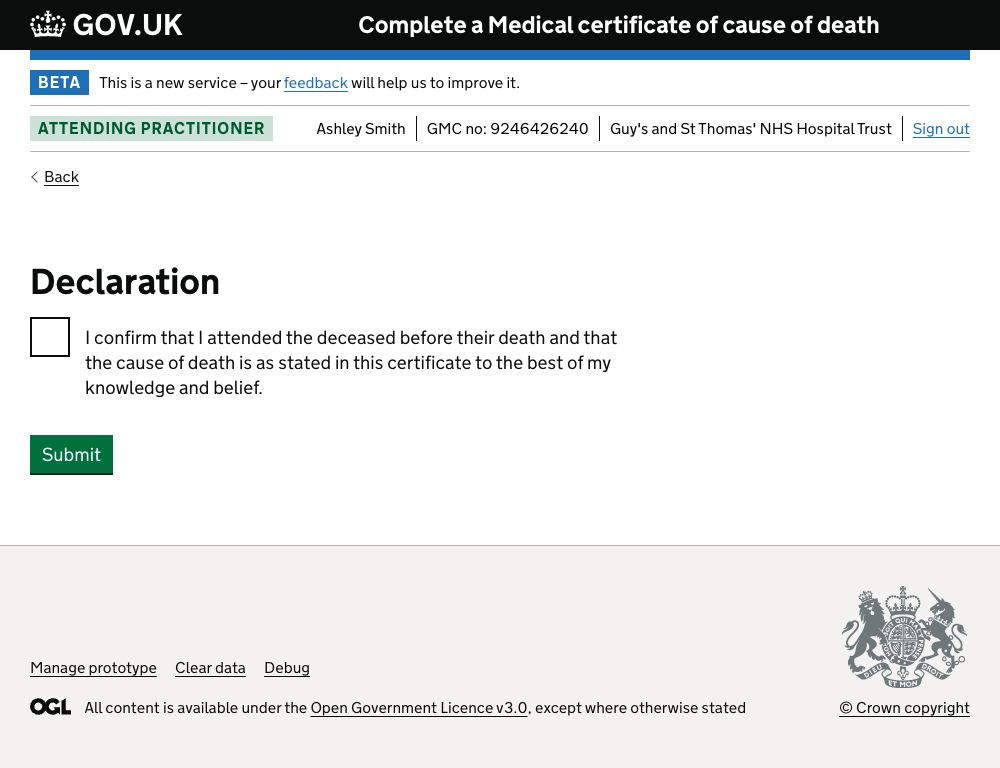 GOV.UK
Complete a Medical certificate of cause of death
BETA
This is a new service – your feedback will help us to improve it.
ATTENDING PRACTITIONER
Ashley Smith
GMC no: 9246426240
Guy's and St Thomas' NHS Hospital Trust
Sign out
Back
Declaration
I confirm that I attended the deceased before their death and that
the cause of death is as stated in this certificate to the best of my
knowledge and belief.
Submit
Manage prototype
Clear data
Debug
DIEU ET MON DROIT
OGL
All content is available under the Open Government Licence v3.0, except where otherwise stated
© Crown copyright